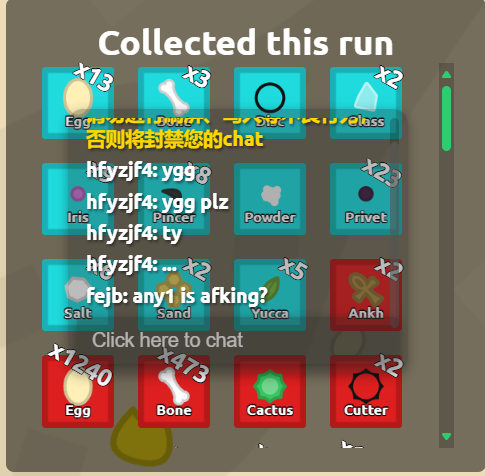 Collected this run
x13
x3
x2
Egg
Glass
否则将封禁您的chat
hfyzjf4: ygg
x23
hfyzjf4: ygg plz
Iris
Pincer
Powder
Privet
hfyzjf4: ty
hfyzjf4: ...
x2
x5
x2
fejb: any1 is afking?
Salt
Sand
Yucca
Ankh
Click here to chat
x1240
x473
x2
Egg
Bone
Cactus
Cutter